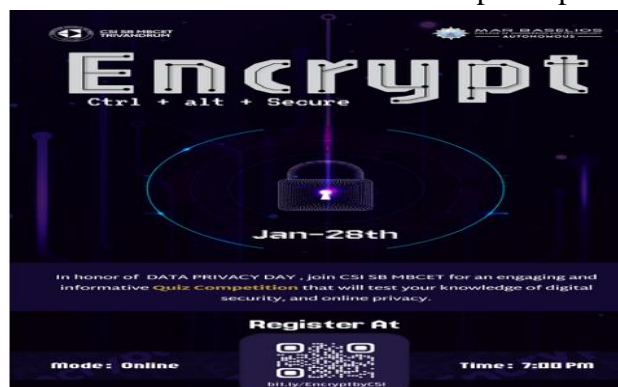 CSI SB MBCET
TRIVANDRUM
MAR BASELIOS
AUTONOMOUS
Encrypt
Ctrl + alt + Secure
Jan-28th
In honor of DATA PRIVACY DAY , join CSI SB MBCET for an engaging and
informative Quiz Competition that will test your knowledge of digital
security, and online privacy.
Register At
Mode: Online
Time: 7:00 PM
bit.ly/EncryptbyCSI